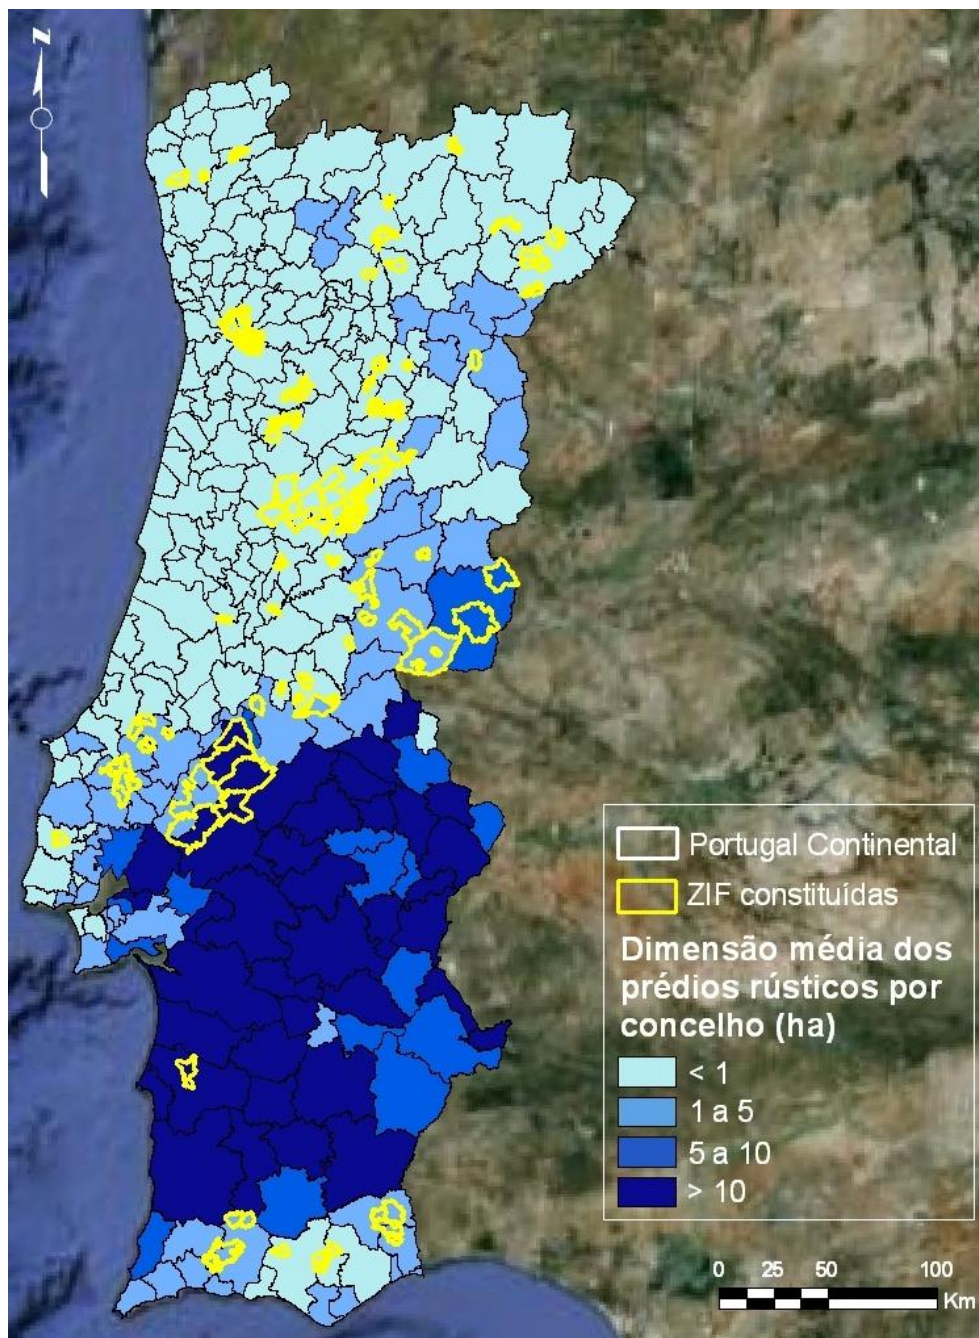 N
Portugal Continental
ZIF constituídas
Dimensão média dos
prédios rústicos por
concelho (ha)
< 1
1 a 5
5 a 10
> 10
0 25 50 100
Km